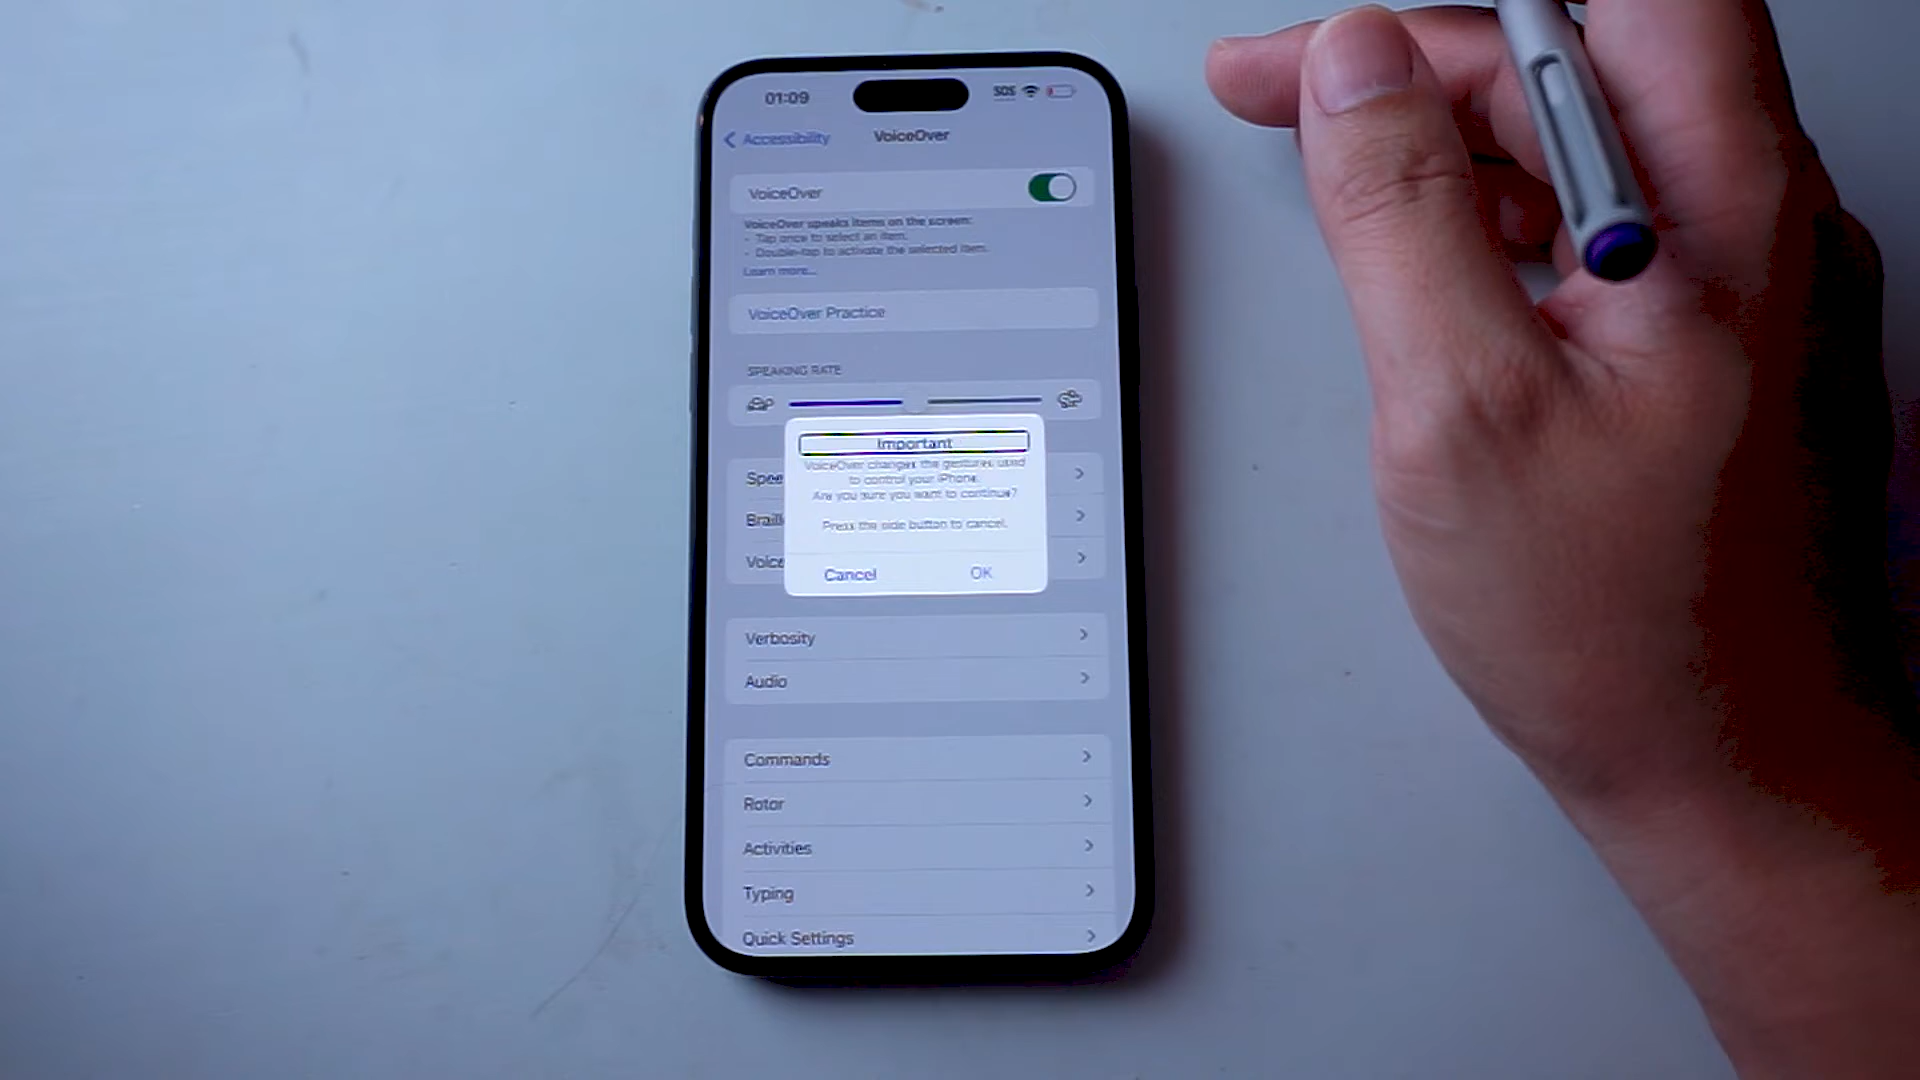 01:09
SOS
Accessibility
VoiceOver
VoiceOver
VoiceOver speaks items on the screen:
- Tap once to select an item.
- Double-tap to activate the selected item.
Learn more...
VoiceOver Practice
SPEAKING RATE
Important
VoiceOver changes the gestures used
to control your iPhone.
Are you sure you want to continue?
Press the side button to cancel.
Cancel
OK
Spee
Braill
Voice
Verbosity
Audio
Commands
Rotor
Activities
Typing
Quick Settings